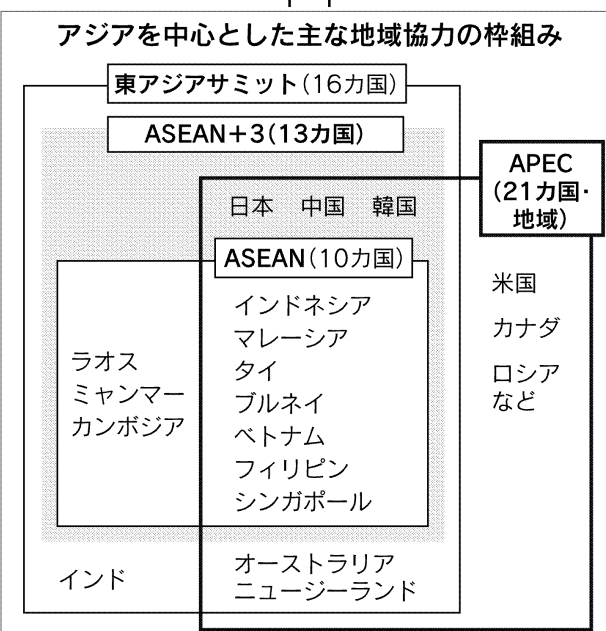 アジアを中心とした主な地域協力の枠組み
東アジアサミット(16カ国)
ASEAN+3(13カ国)
APEC
(21カ国・
地域)
日本 中国 韓国
ASEAN(10カ国)
インドネシア
マレーシア
タイ
ブルネイ
ベトナム
フィリピン
シンガポール
ラオス
ミャンマー
カンボジア
米国
カナダ
ロシア
など
インド
オーストラリア
ニュージーランド